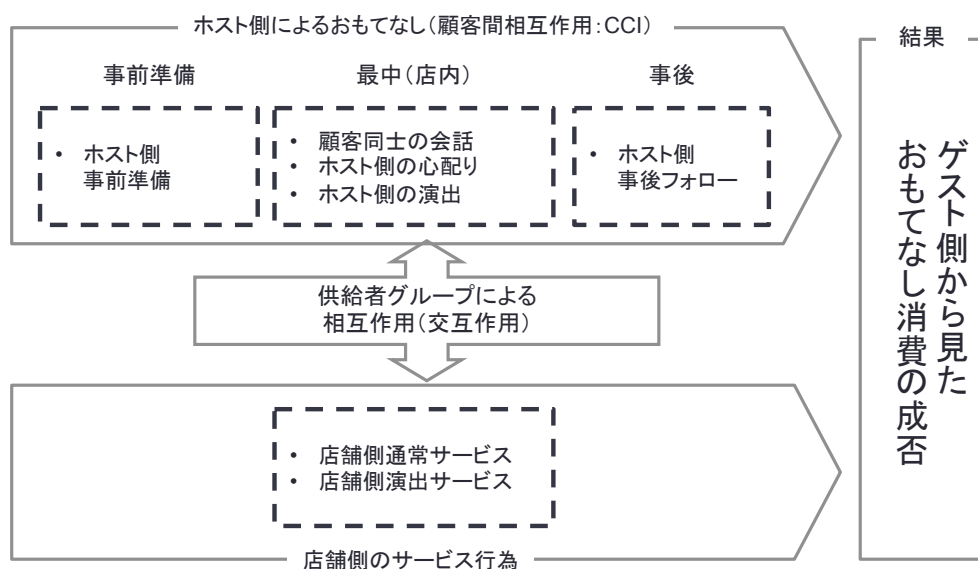 ホスト側によるおもてなし(顧客間相互作用:CCI)
事前準備
最中(店内)
事後
• ホスト側
事前準備
• 顧客同士の会話
• ホスト側の心配り
• ホスト側の演出
• ホスト側
事後フォロー
供給者グループによる
相互作用(交互作用)
• 店舗側通常サービス
• 店舗側演出サービス
店舗側のサービス行為
結果
ゲスト側から見た
おもてなし消費の成否